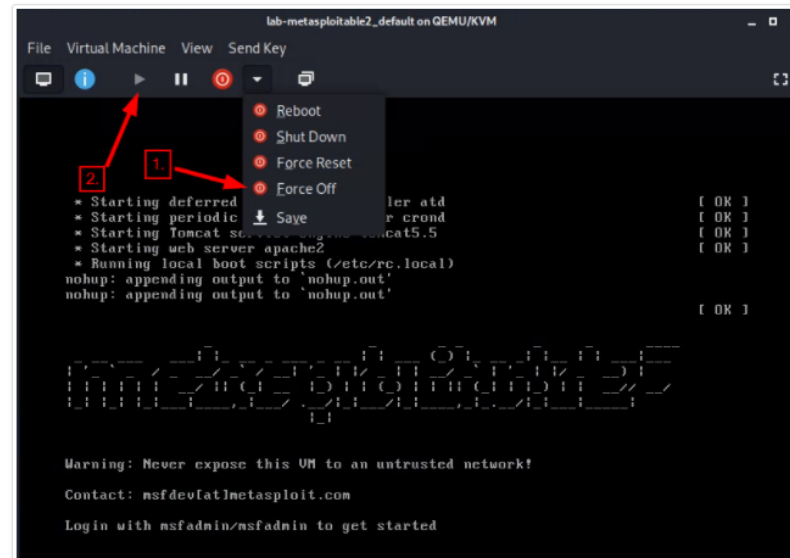 lab-metasploitable2_default on QEMU/KVM
File Virtual Machine View Send Key
Reboot
Shut Down
Force Reset
Force Off
Save
1.
2.
* Starting deferred ler atd [ OK ]
* Starting periodic r crond [ OK ]
* Starting Tomcat se tomcat5.5 [ OK ]
* Starting web server apache2 [ OK ]
* Running local boot scripts (/etc/rc.local)
nohup: appending output to `nohup.out'
nohup: appending output to `nohup.out'
[ OK ]
metasploitable2
Warning: Never expose this VM to an untrusted network!
Contact: msfdev[at]metasploit.com
Login with msfadmin/msfadmin to get started